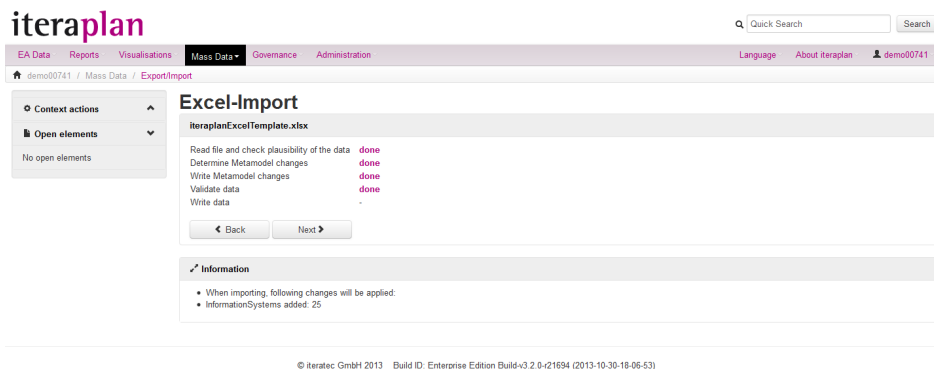 iteraplan
Quick Search Search
EA Data Reports Visualisations Mass Data Governance Administration Language About iteraplan demo00741
demo00741 / Mass Data / Export/Import
Context actions
Open elements
No open elements
Excel-Import
iteraplanExcelTemplate.xlsx
Read file and check plausibility of the data done
Determine Metamodel changes done
Write Metamodel changes done
Validate data done
Write data -
Back Next
Information
• When importing, following changes will be applied:
• InformationSystems added: 25
© iteratec GmbH 2013 Build ID: Enterprise Edition Build-v3.2.0-r21694 (2013-10-30-18-06-53)